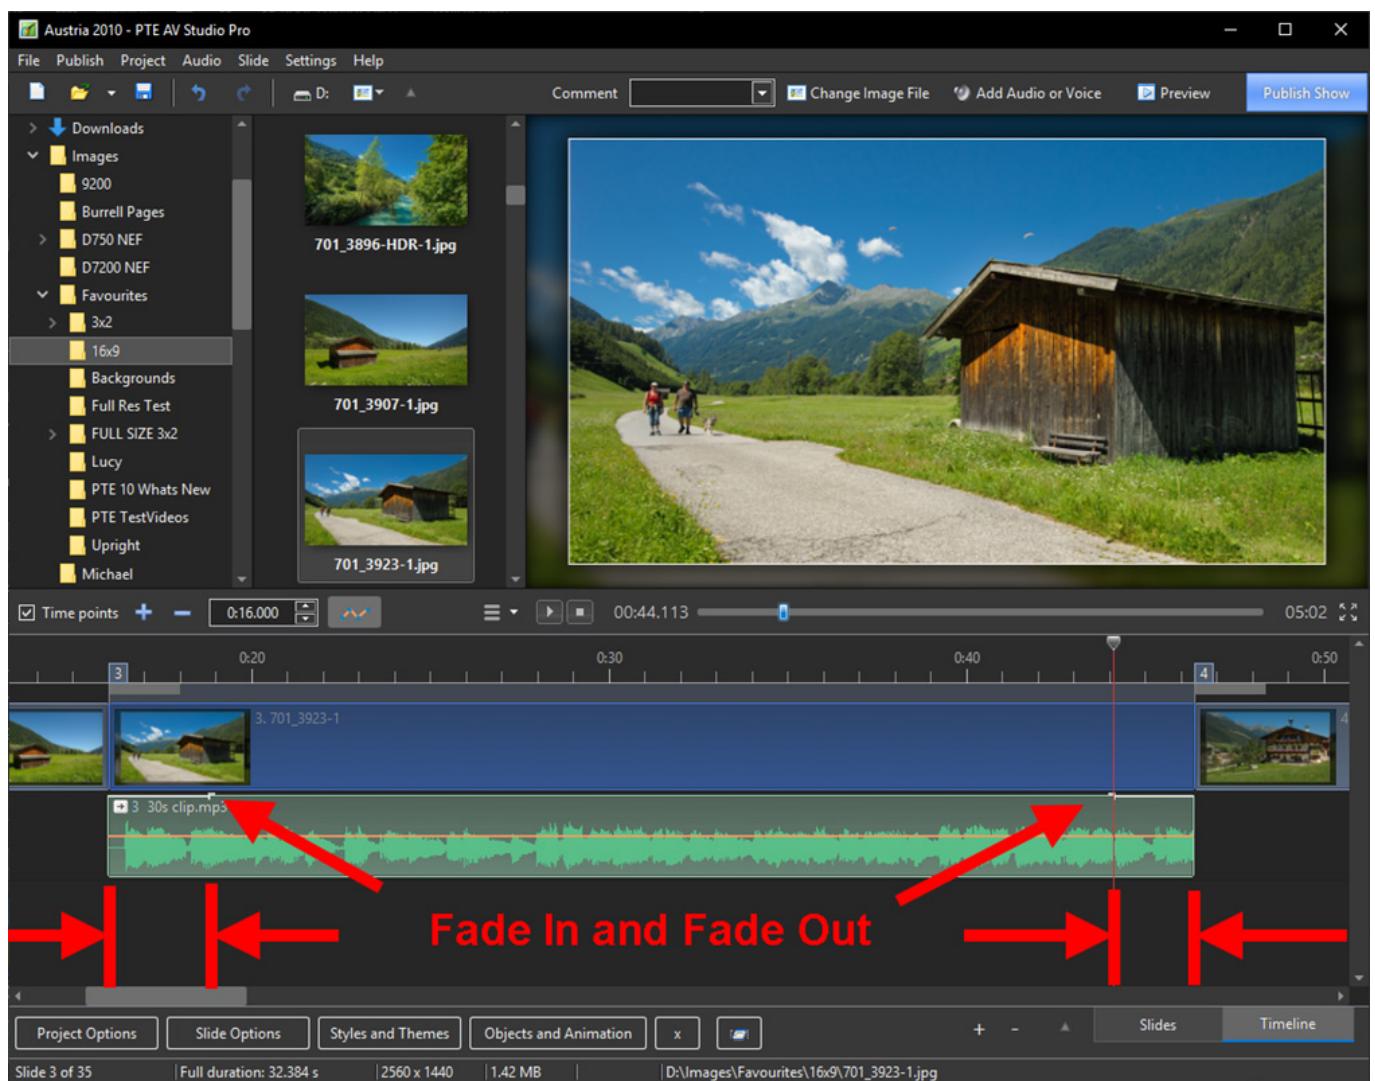 Austria 2010 - PTE AV Studio Pro
File Publish Project Audio Slide Settings Help
D: Comment Change Image File Add Audio or Voice Preview Publish Show
Downloads
Images
9200
Burrell Pages
D750 NEF
D7200 NEF
Favourites
3x2
16x9
Backgrounds
Full Res Test
FULL SIZE 3x2
Lucy
PTE 10 Whats New
PTE TestVideos
Upright
Michael
701_3896-HDR-1.jpg
701_3907-1.jpg
701_3923-1.jpg
Time points 0:16.000 00:44.113 05:02
0:20 0:30 0:40 0:50
3 4
3. 701_3923-1 4
3 30s clip.mp3
Fade In and Fade Out
Project Options Slide Options Styles and Themes Objects and Animation x + - Slides Timeline
Slide 3 of 35 Full duration: 32.384 s 2560 x 1440 1.42 MB D:\Images\Favourites\16x9\701_3923-1.jpg